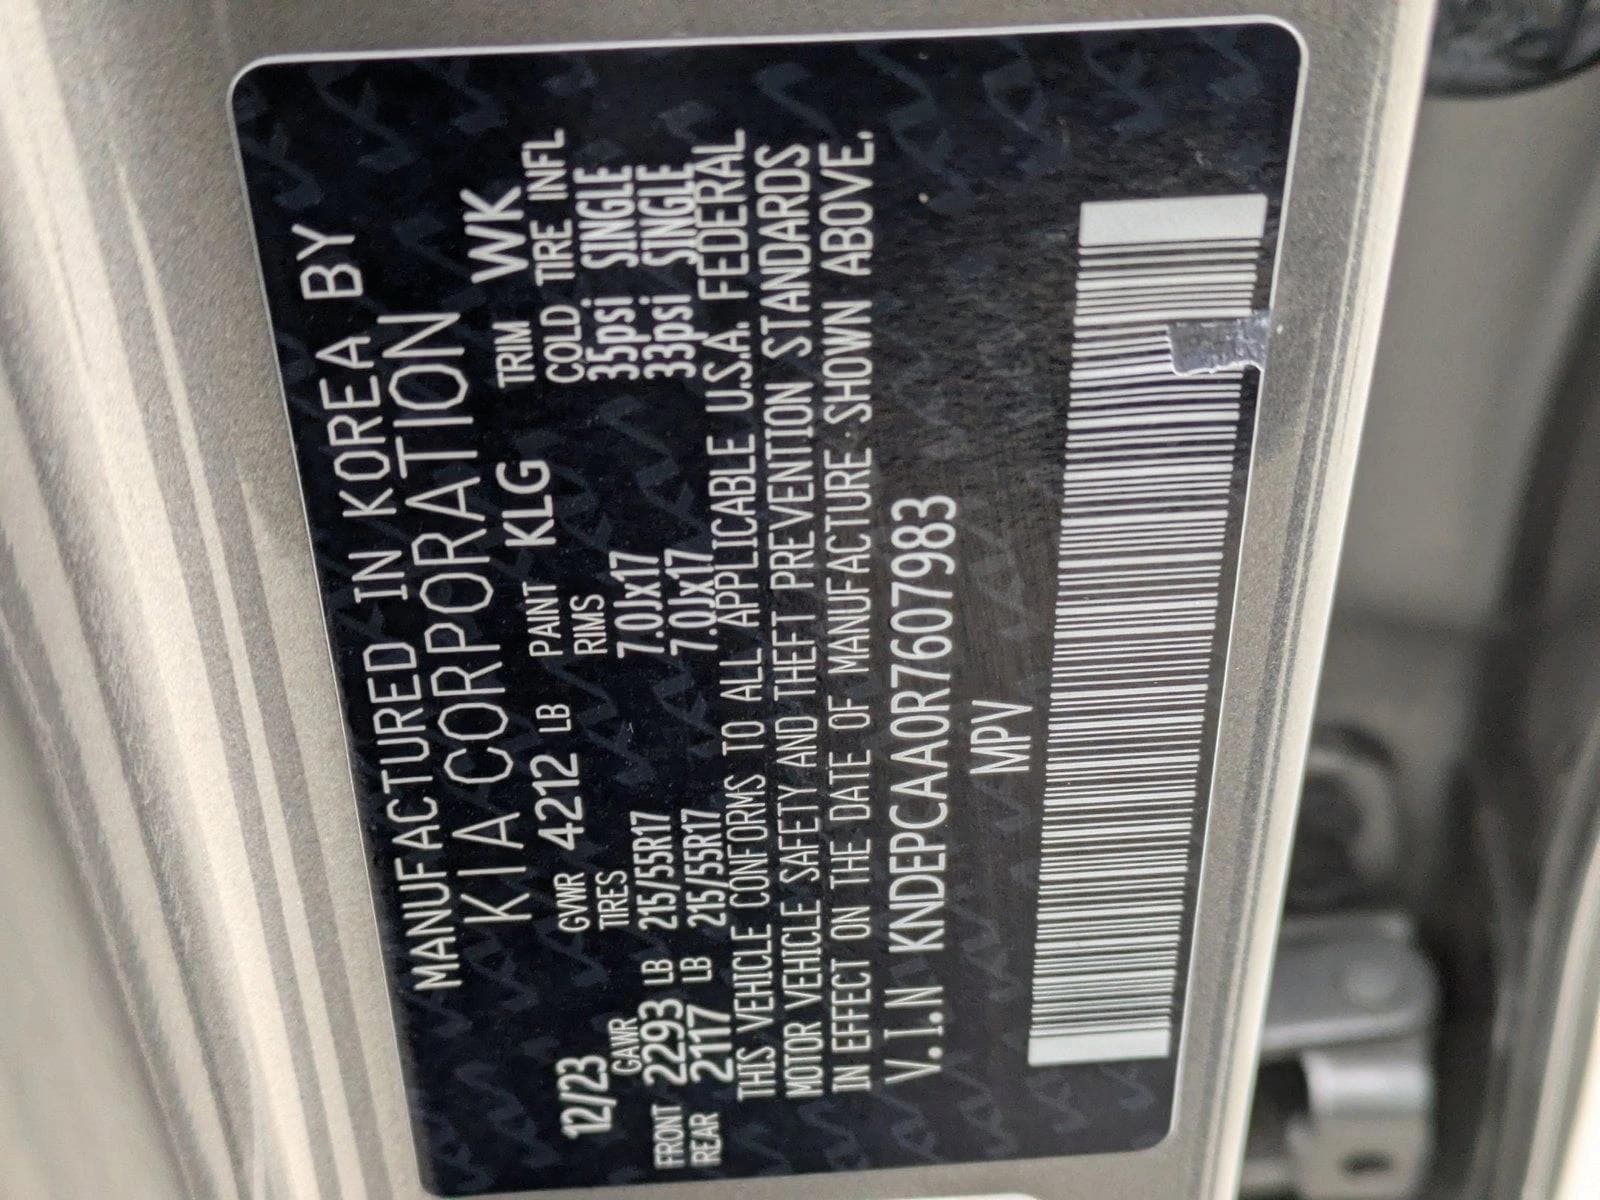 MANUFACTURED IN KOREA BY
KIA CORPORATION
12/23 GVWR 4212 LB PAINT KLG TRIM WK
GAWR TIRES RIMS COLD TIRE INFL
FRONT 2293 LB 215/55R17 7.0Jx17 35psi SINGLE
REAR 2117 LB 215/55R17 7.0Jx17 33psi SINGLE
THIS VEHICLE CONFORMS TO ALL APPLICABLE U.S.A. FEDERAL
MOTOR VEHICLE SAFETY AND THEFT PREVENTION STANDARDS
IN EFFECT ON THE DATE OF MANUFACTURE SHOWN ABOVE.
V.I.N KNDEPCAA0R7607983
MPV